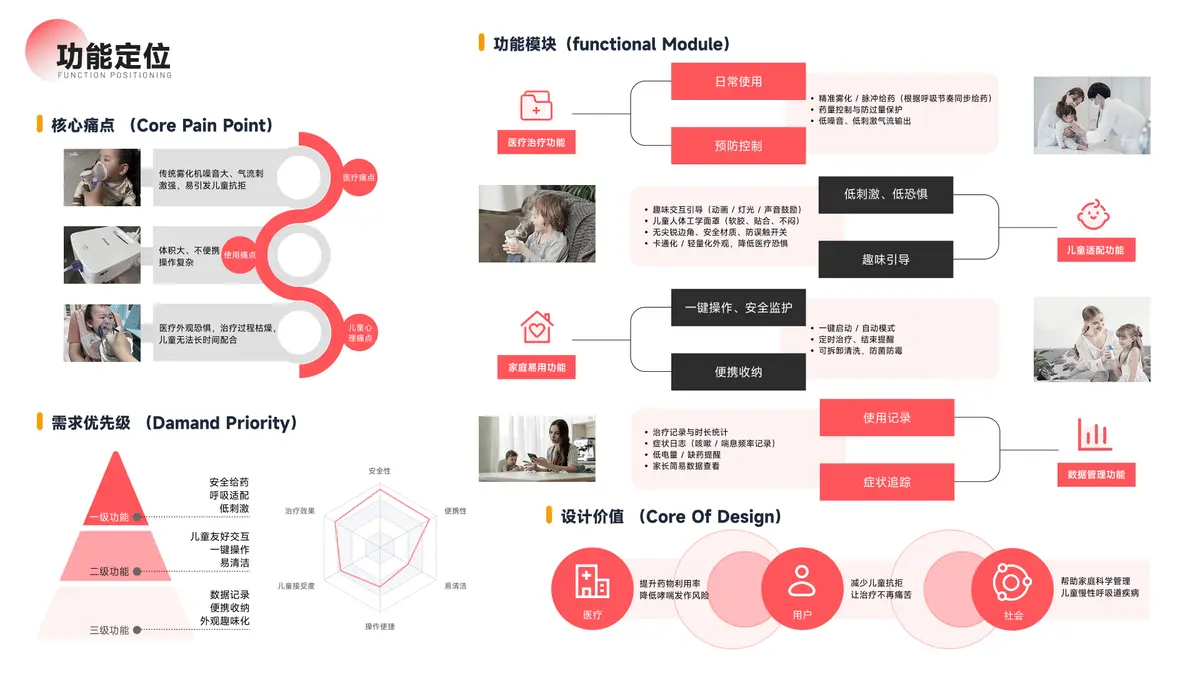 功能定位
FUNCTION POSITIONING
核心痛点 （Core Pain Point）
传统雾化机噪音大、气流刺
激强，易引发儿童抗拒
医疗痛点
体积大、不便携
操作复杂
使用痛点
医疗外观恐惧，治疗过程枯燥，
儿童无法长时间配合
儿童心
理痛点
需求优先级 （Damand Priority）
一级功能
安全给药
呼吸适配
低刺激
二级功能
儿童友好交互
一键操作
易清洁
三级功能
数据记录
便携收纳
外观趣味化
安全性
便携性
易清洁
操作便捷
儿童接受度
治疗效果
功能模块（functional Module）
医疗治疗功能
日常使用
预防控制
• 精准雾化 / 脉冲给药（根据呼吸节奏同步给药）
• 药量控制与防过量保护
• 低噪音、低刺激气流输出
• 趣味交互引导（动画 / 灯光 / 声音鼓励）
• 儿童人体工学面罩（软胶、贴合、不闷）
• 无尖锐边角、安全材质、防误触开关
• 卡通化 / 轻量化外观，降低医疗恐惧
低刺激、低恐惧
趣味引导
儿童适配功能
家庭易用功能
一键操作、安全监护
便携收纳
• 一键启动 / 自动模式
• 定时治疗、结束提醒
• 可拆卸清洗，防菌防霉
• 治疗记录与时长统计
• 症状日志（咳嗽 / 喘息频率记录）
• 低电量 / 缺药提醒
• 家长简易数据查看
使用记录
症状追踪
数据管理功能
设计价值 （Core Of Design）
医疗
提升药物利用率
降低哮喘发作风险
用户
减少儿童抗拒
让治疗不再痛苦
社会
帮助家庭科学管理
儿童慢性呼吸道疾病